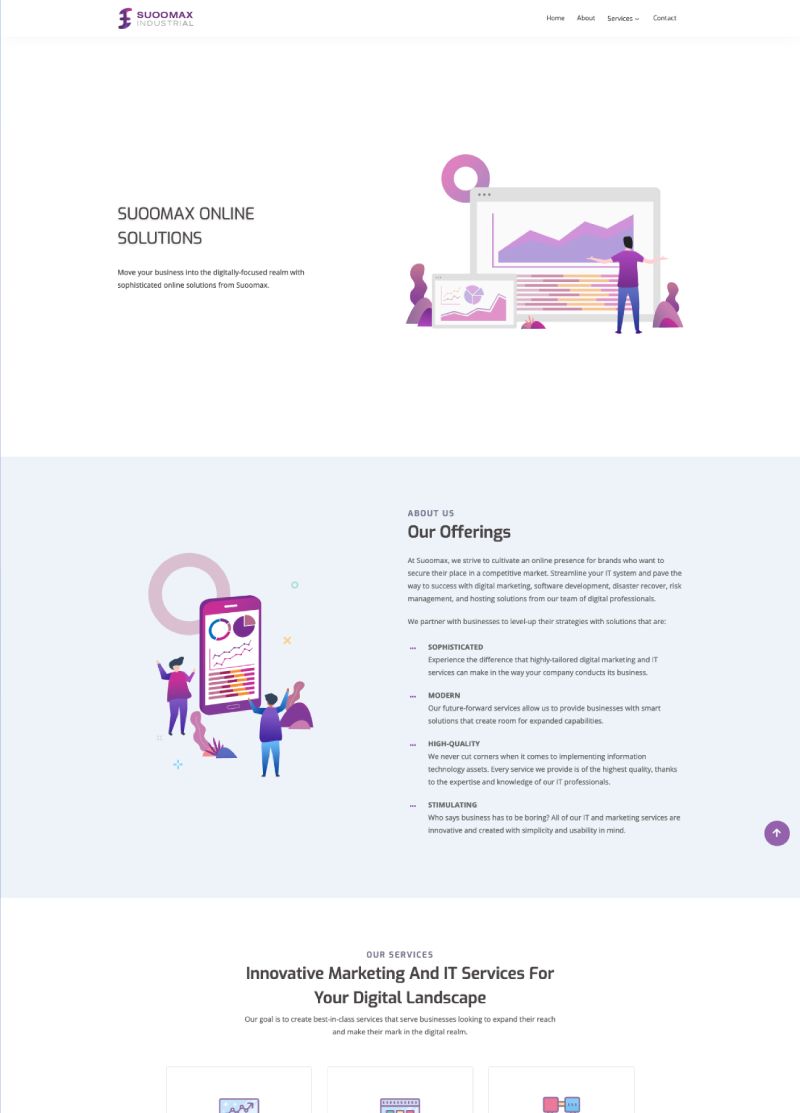 SUOOMAX
INDUSTRIAL
Home About Services Contact
SUOOMAX ONLINE
SOLUTIONS
Move your business into the digitally-focused realm with
sophisticated online solutions from Suoomax.
ABOUT US
Our Offerings
At Suoomax, we strive to cultivate an online presence for brands who want to
secure their place in a competitive market. Streamline your IT system and pave the
way to success with digital marketing, software development, disaster recover, risk
management, and hosting solutions from our team of digital professionals.
We partner with businesses to level-up their strategies with solutions that are:
SOPHISTICATED
Experience the difference that highly-tailored digital marketing and IT
services can make in the way your company conducts its business.
MODERN
Our future-forward services allow us to provide businesses with smart
solutions that create room for expanded capabilities.
HIGH-QUALITY
We never cut corners when it comes to implementing information
technology assets. Every service we provide is of the highest quality, thanks
to the expertise and knowledge of our IT professionals.
STIMULATING
Who says business has to be boring? All of our IT and marketing services are
innovative and created with simplicity and usability in mind.
OUR SERVICES
Innovative Marketing And IT Services For
Your Digital Landscape
Our goal is to create best-in-class services that serve businesses looking to expand their reach
and make their mark in the digital realm.